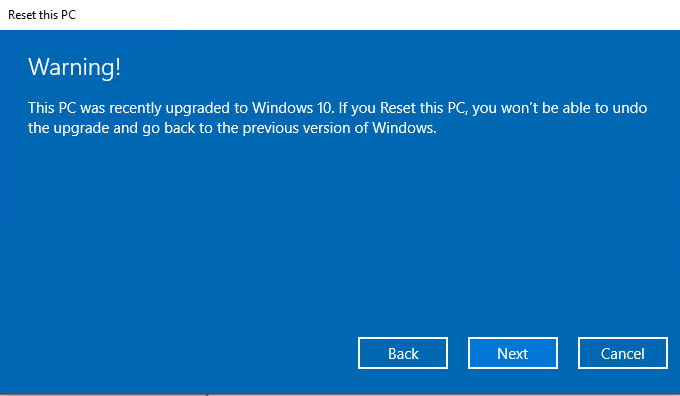 Reset this PC
Warning!
This PC was recently upgraded to Windows 10. If you Reset this PC, you won’t be able to undo
the upgrade and go back to the previous version of Windows.
Back
Next
Cancel